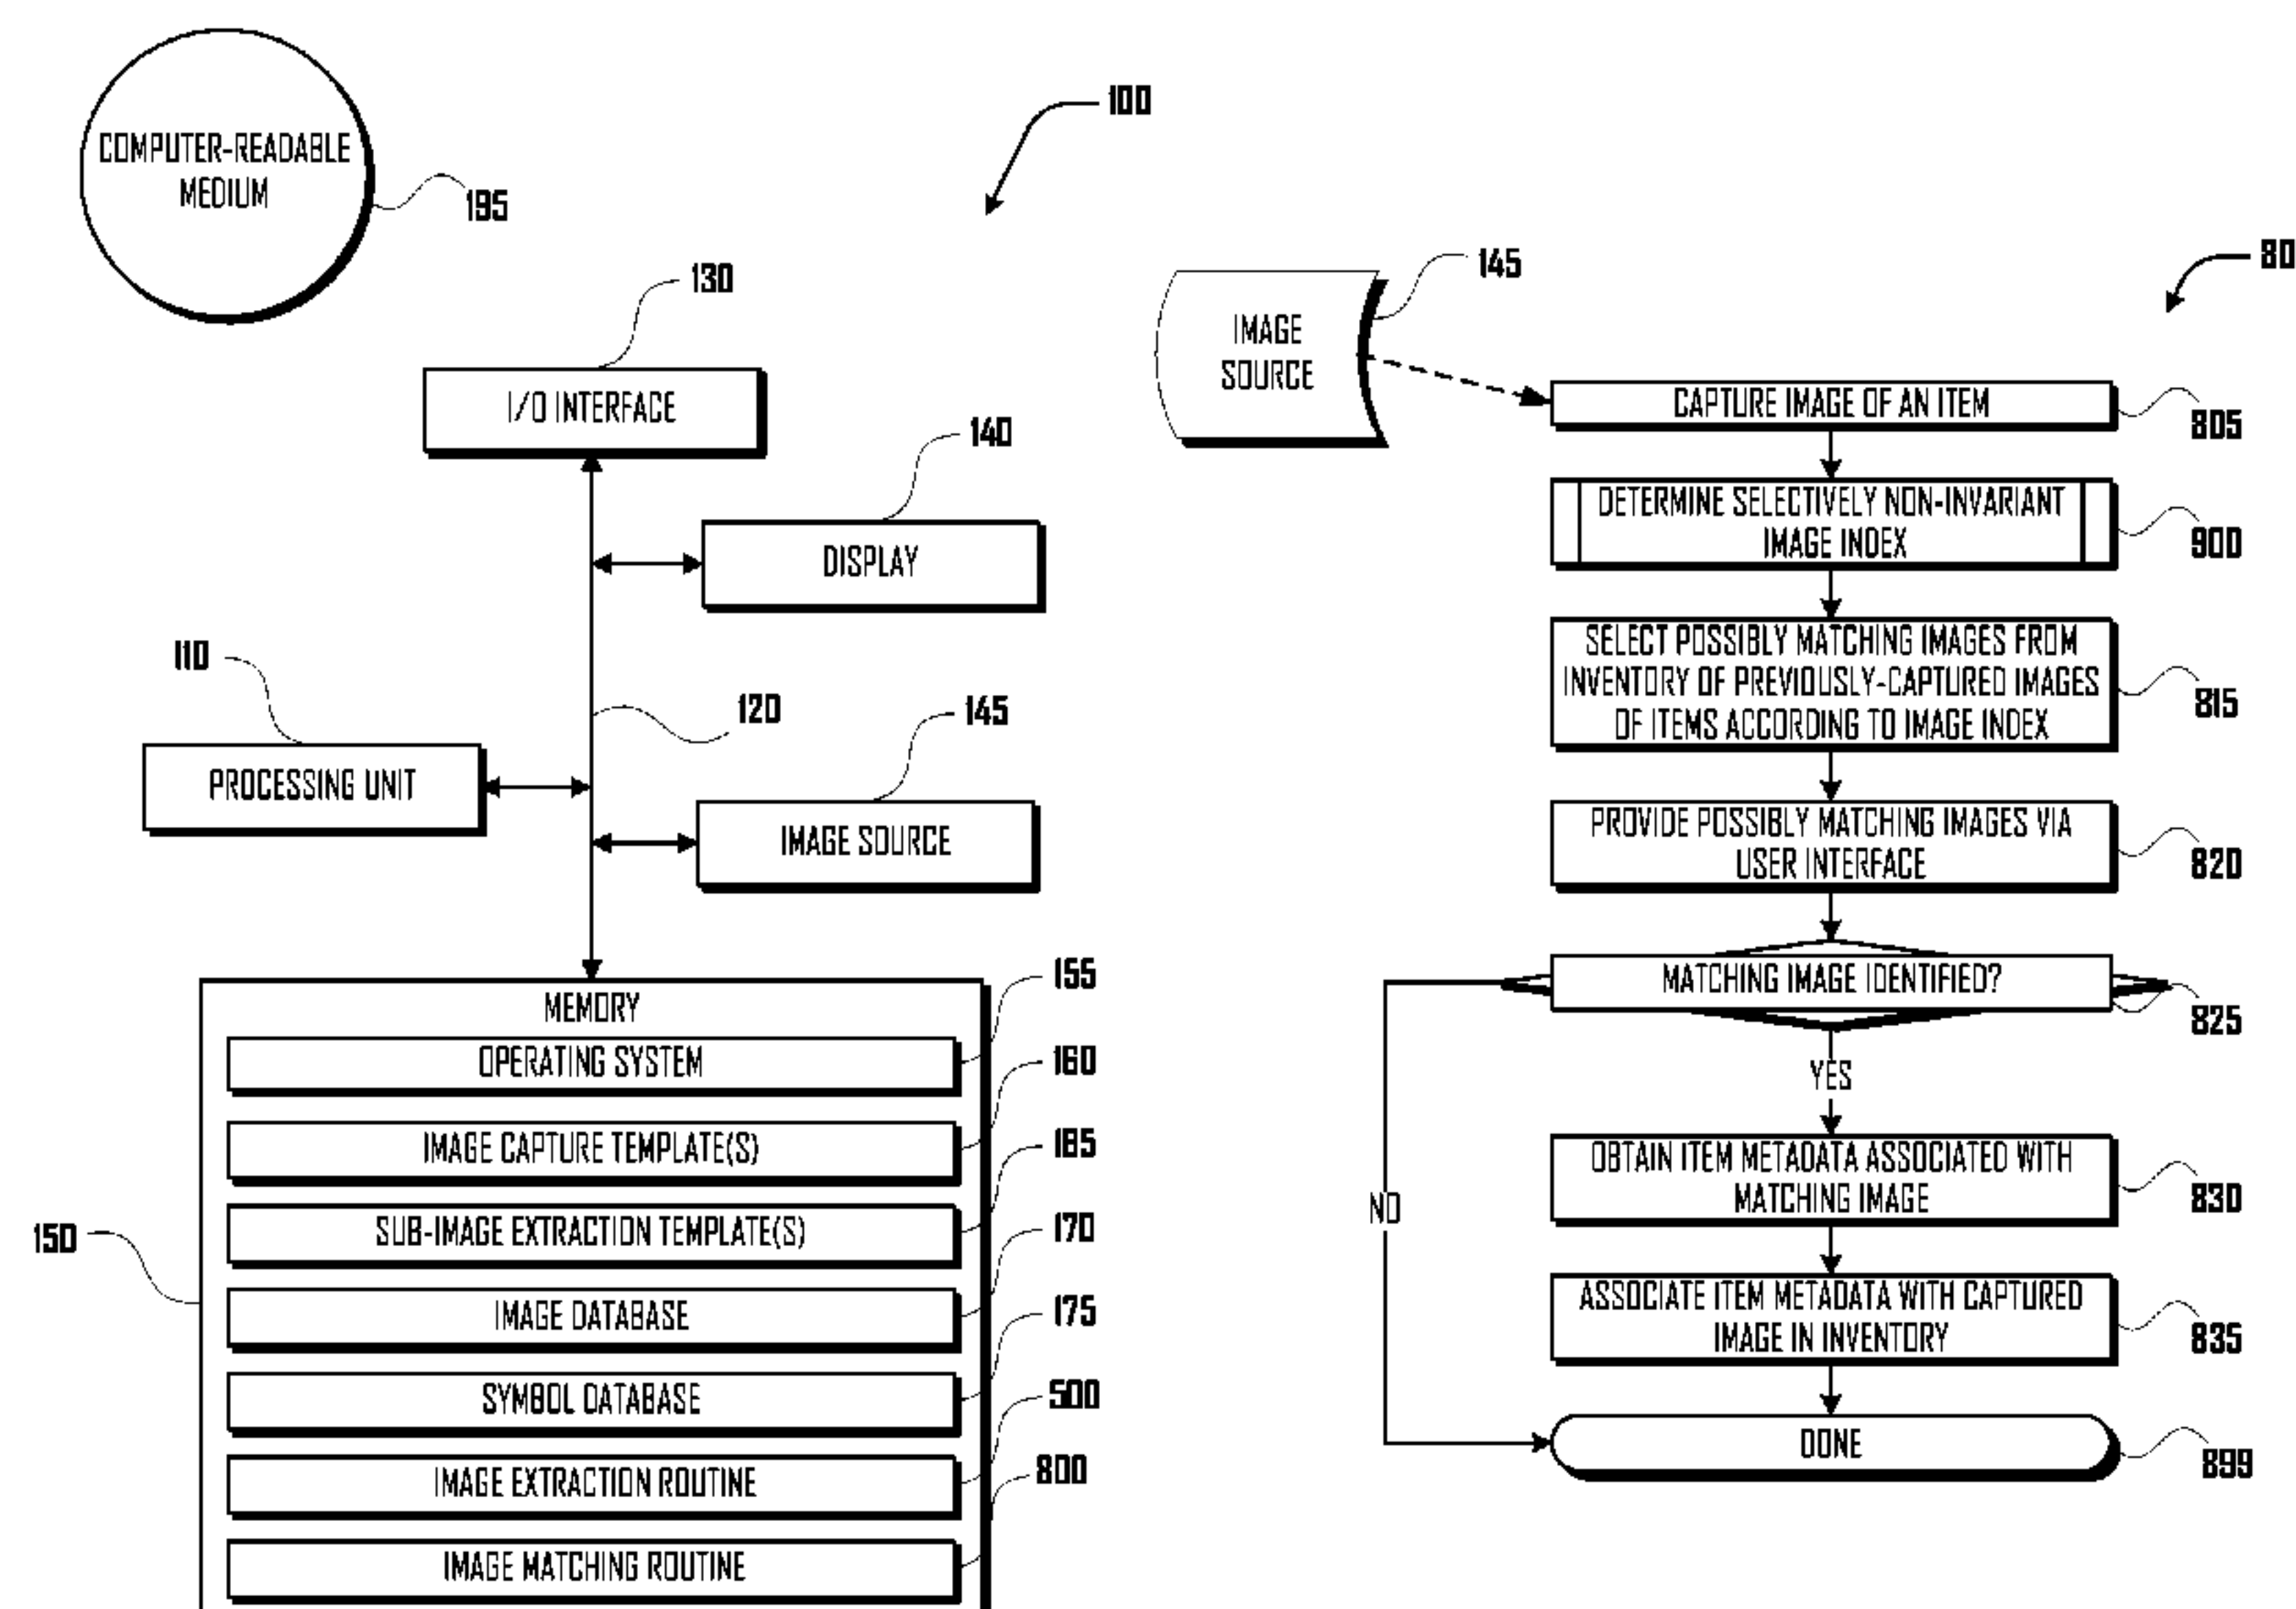 COMPUTER-READABLE
MEDIUM
195
100
130
I/O INTERFACE
140
DISPLAY
110
120
145
PROCESSING UNIT
IMAGE SOURCE
MEMORY
155
OPERATING SYSTEM
160
IMAGE CAPTURE TEMPLATE(S)
165
SUB-IMAGE EXTRACTION TEMPLATE(S)
150
170
IMAGE DATABASE
175
SYMBOL DATABASE
500
IMAGE EXTRACTION ROUTINE
800
IMAGE MATCHING ROUTINE
80
145
IMAGE
SOURCE
CAPTURE IMAGE OF AN ITEM
805
DETERMINE SELECTIVELY NON-INVARIANT
IMAGE INDEX
900
SELECT POSSIBLY MATCHING IMAGES FROM
INVENTORY OF PREVIOUSLY-CAPTURED IMAGES
OF ITEMS ACCORDING TO IMAGE INDEX
815
PROVIDE POSSIBLY MATCHING IMAGES VIA
USER INTERFACE
820
MATCHING IMAGE IDENTIFIED?
825
YES
NO
OBTAIN ITEM METADATA ASSOCIATED WITH
MATCHING IMAGE
830
ASSOCIATE ITEM METADATA WITH CAPTURED
IMAGE IN INVENTORY
835
DONE
899